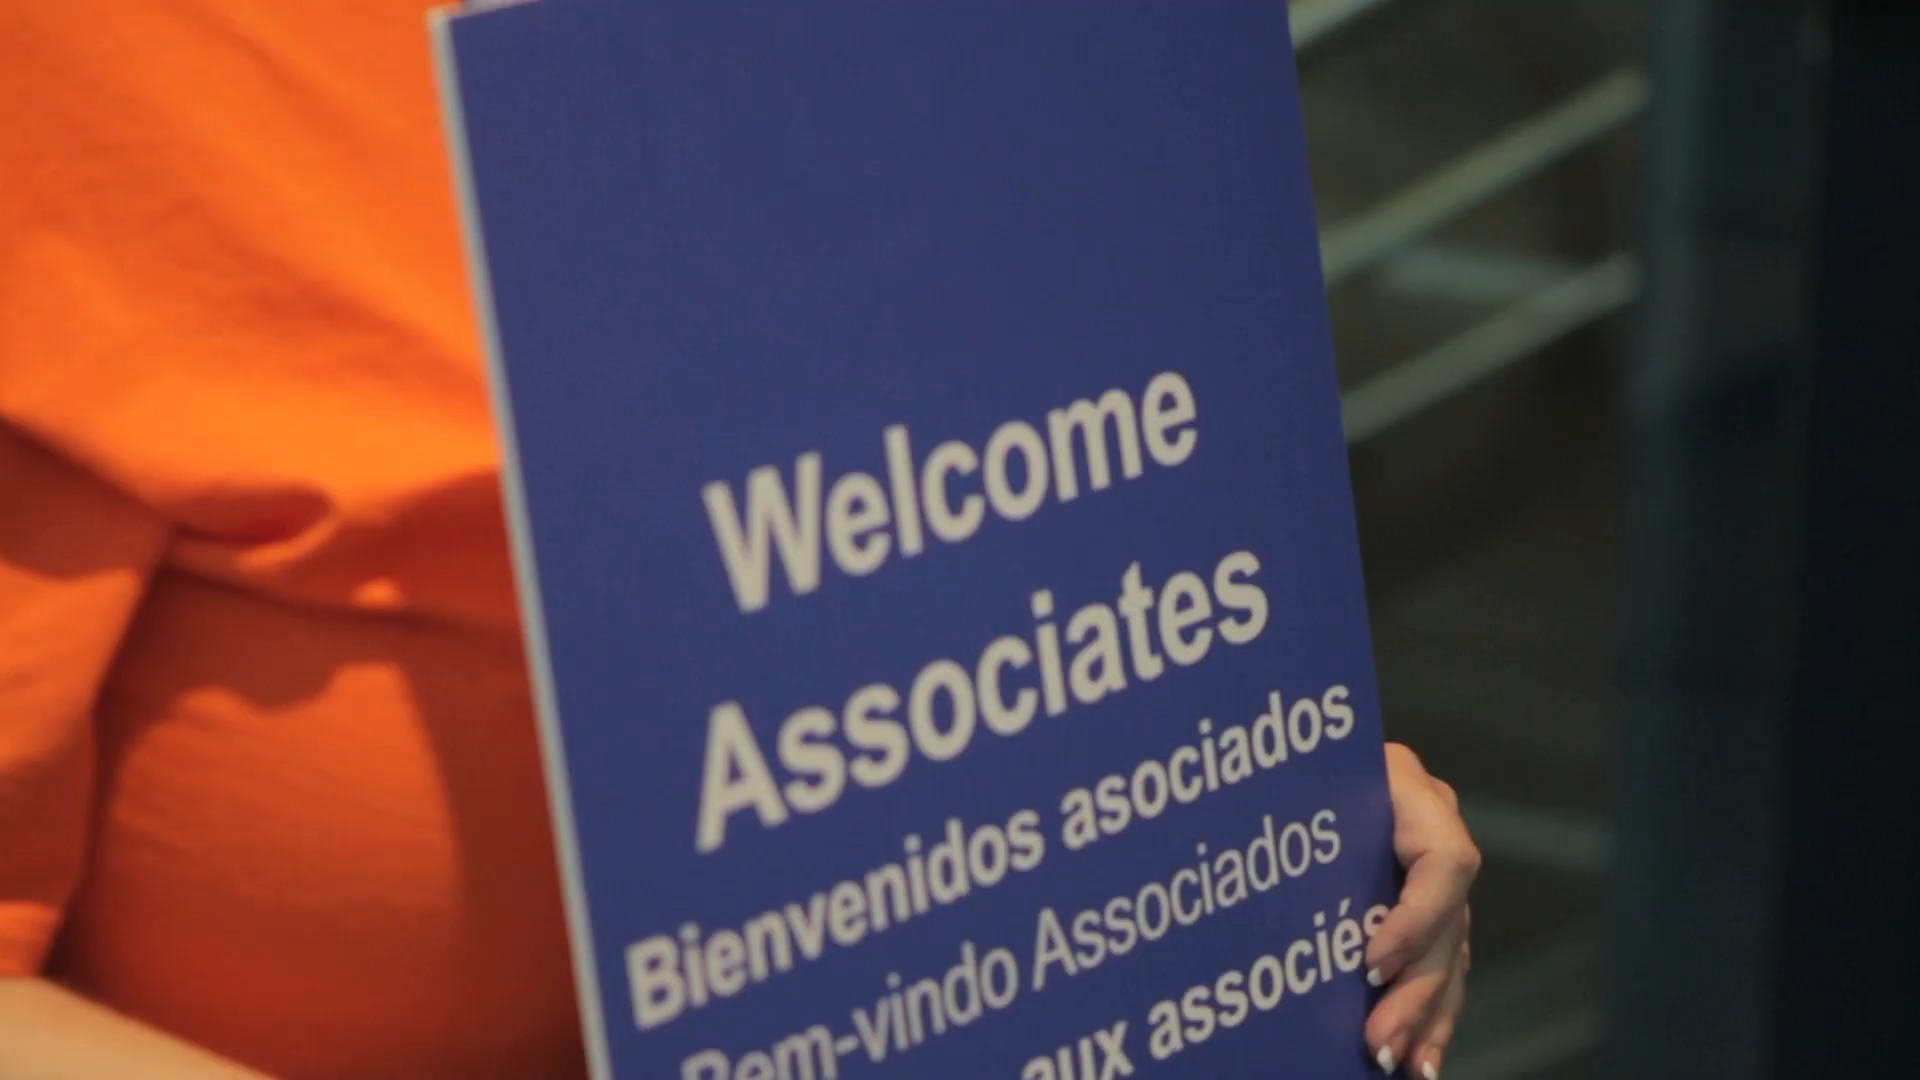 Welcome
Associates
Bienvenidos asociados
Bem-vindo Associados
aux associés